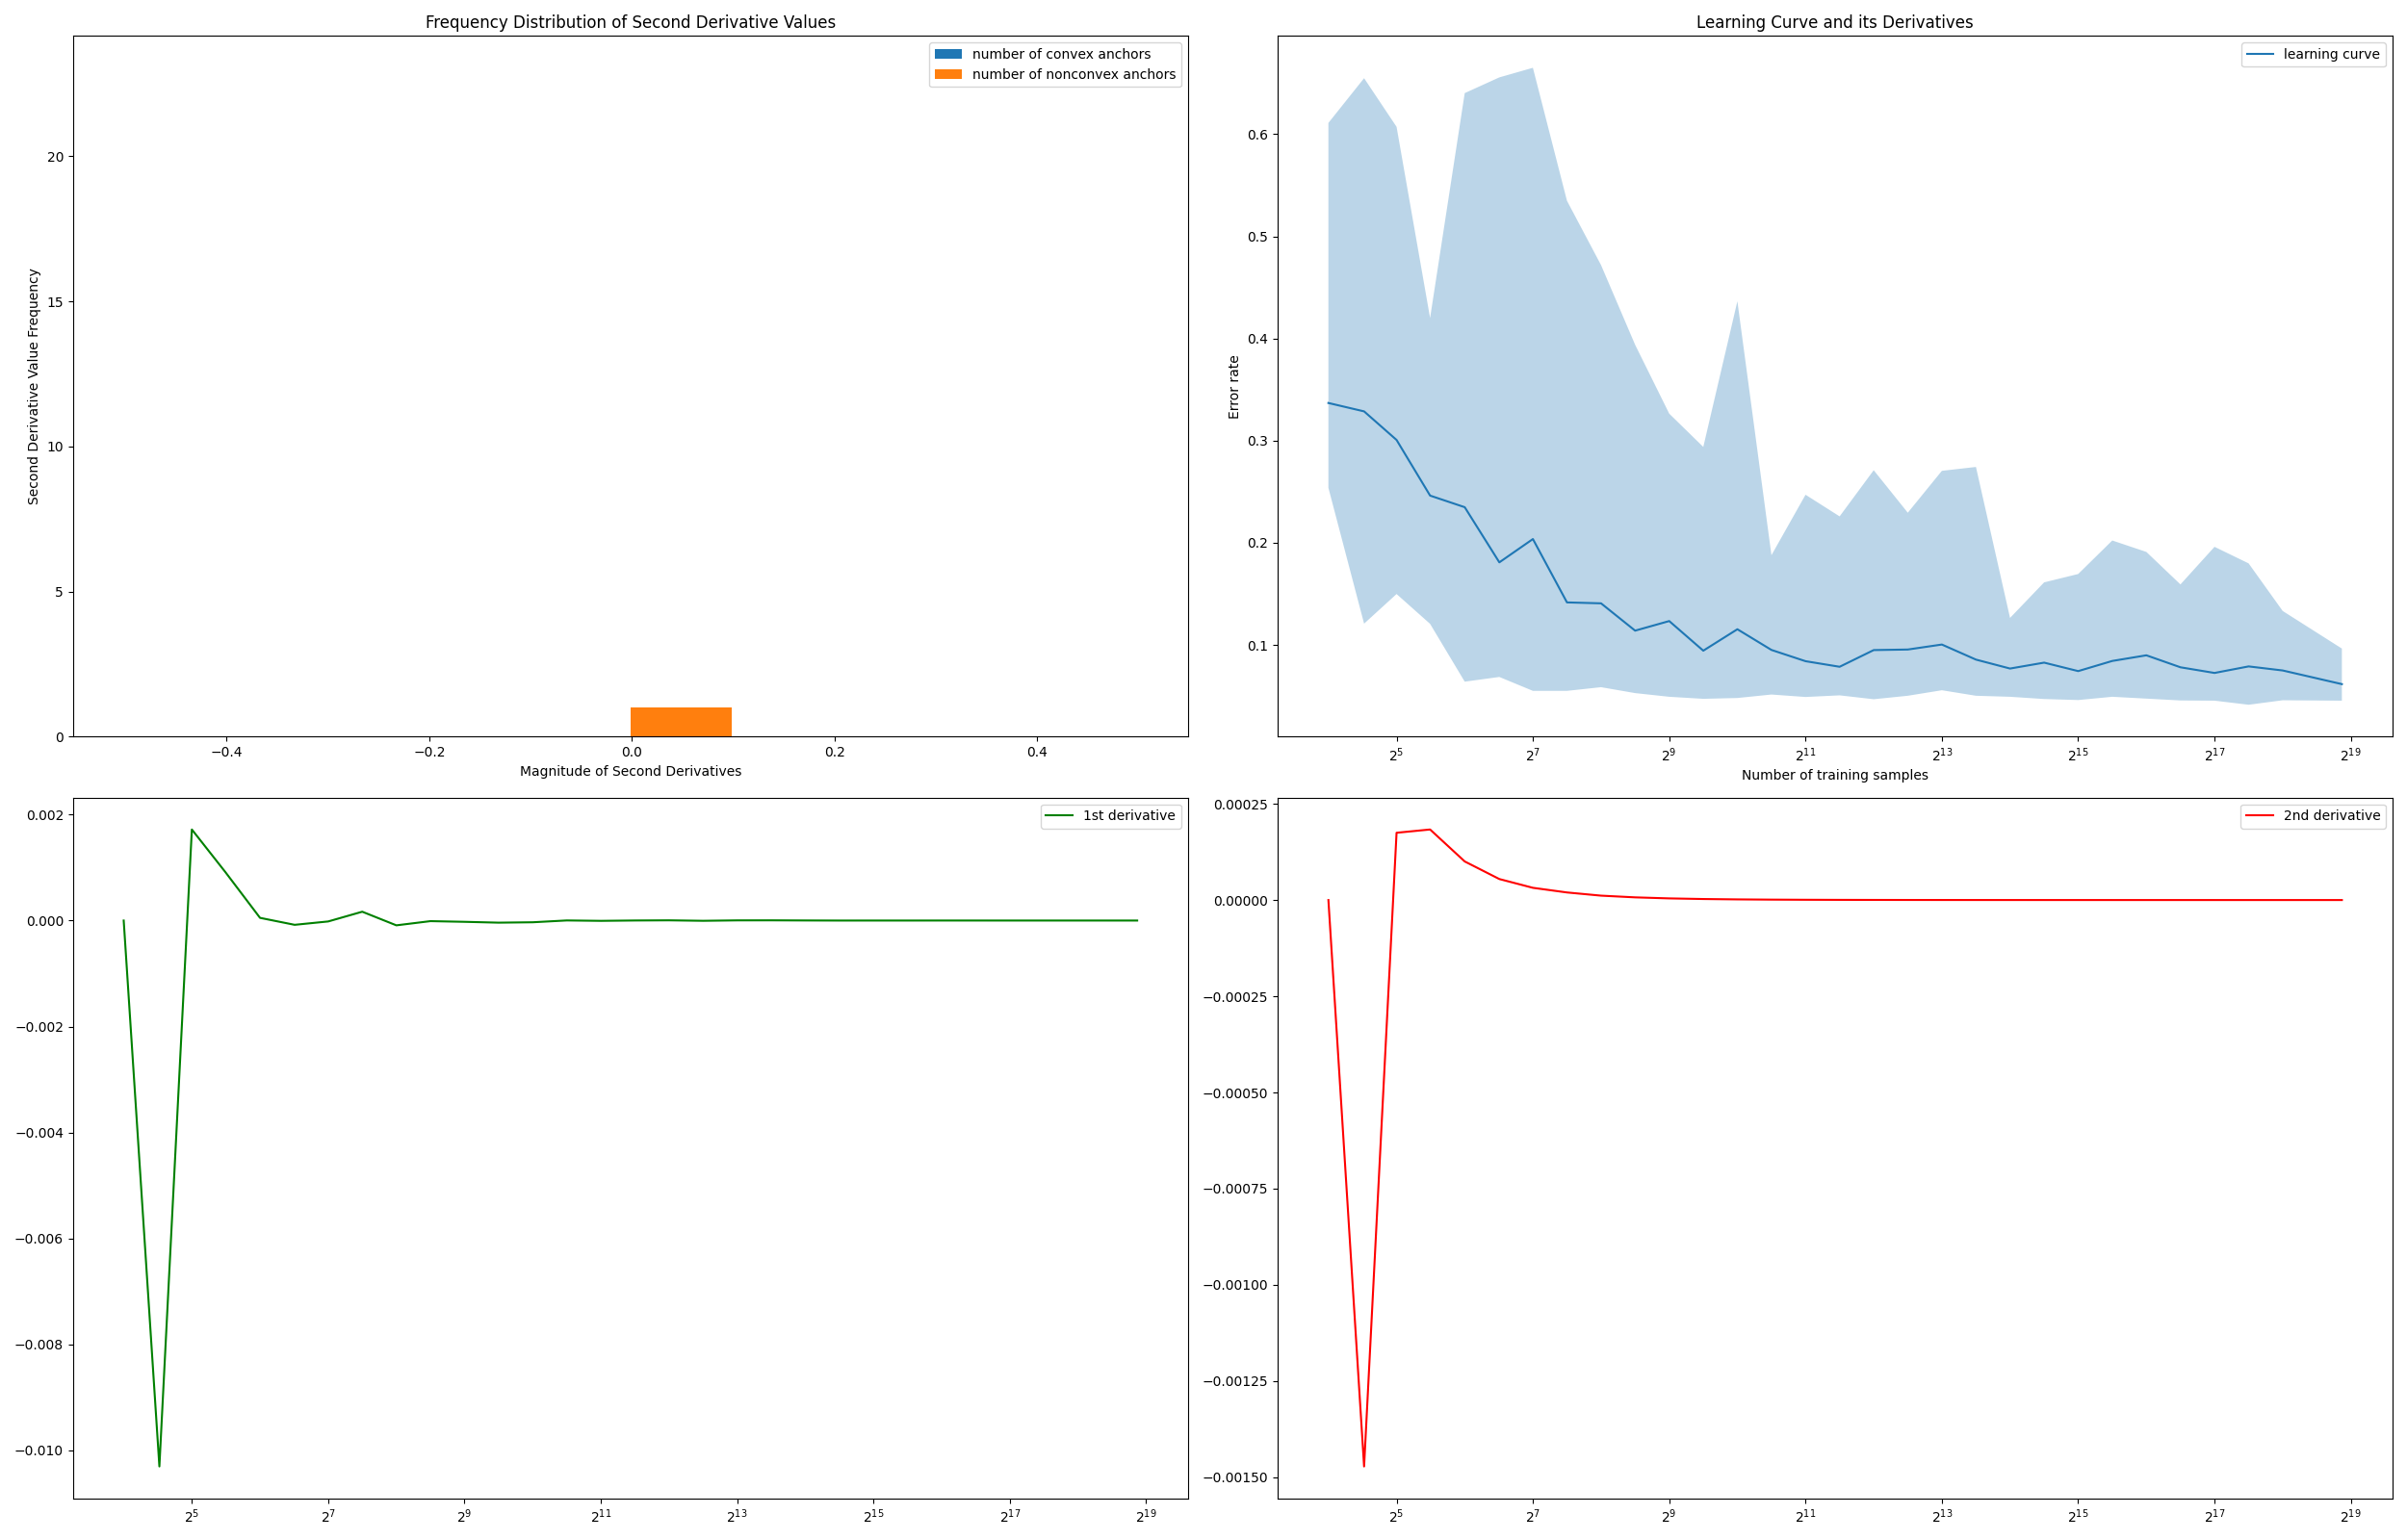 Frequency Distribution of Second Derivative Values
number of convex anchors
number of nonconvex anchors
Second Derivative Value Frequency
20
15
10
5
0
−0.4 −0.2 0.0 0.2 0.4
Magnitude of Second Derivatives
Learning Curve and its Derivatives
learning curve
Error rate
0.6
0.5
0.4
0.3
0.2
0.1
2^5 2^7 2^9 2^11 2^13 2^15 2^17 2^19
Number of training samples
1st derivative
0.002
0.000
−0.002
−0.004
−0.006
−0.008
−0.010
2^5 2^7 2^9 2^11 2^13 2^15 2^17 2^19
2nd derivative
0.00025
0.00000
−0.00025
−0.00050
−0.00075
−0.00100
−0.00125
−0.00150
2^5 2^7 2^9 2^11 2^13 2^15 2^17 2^19